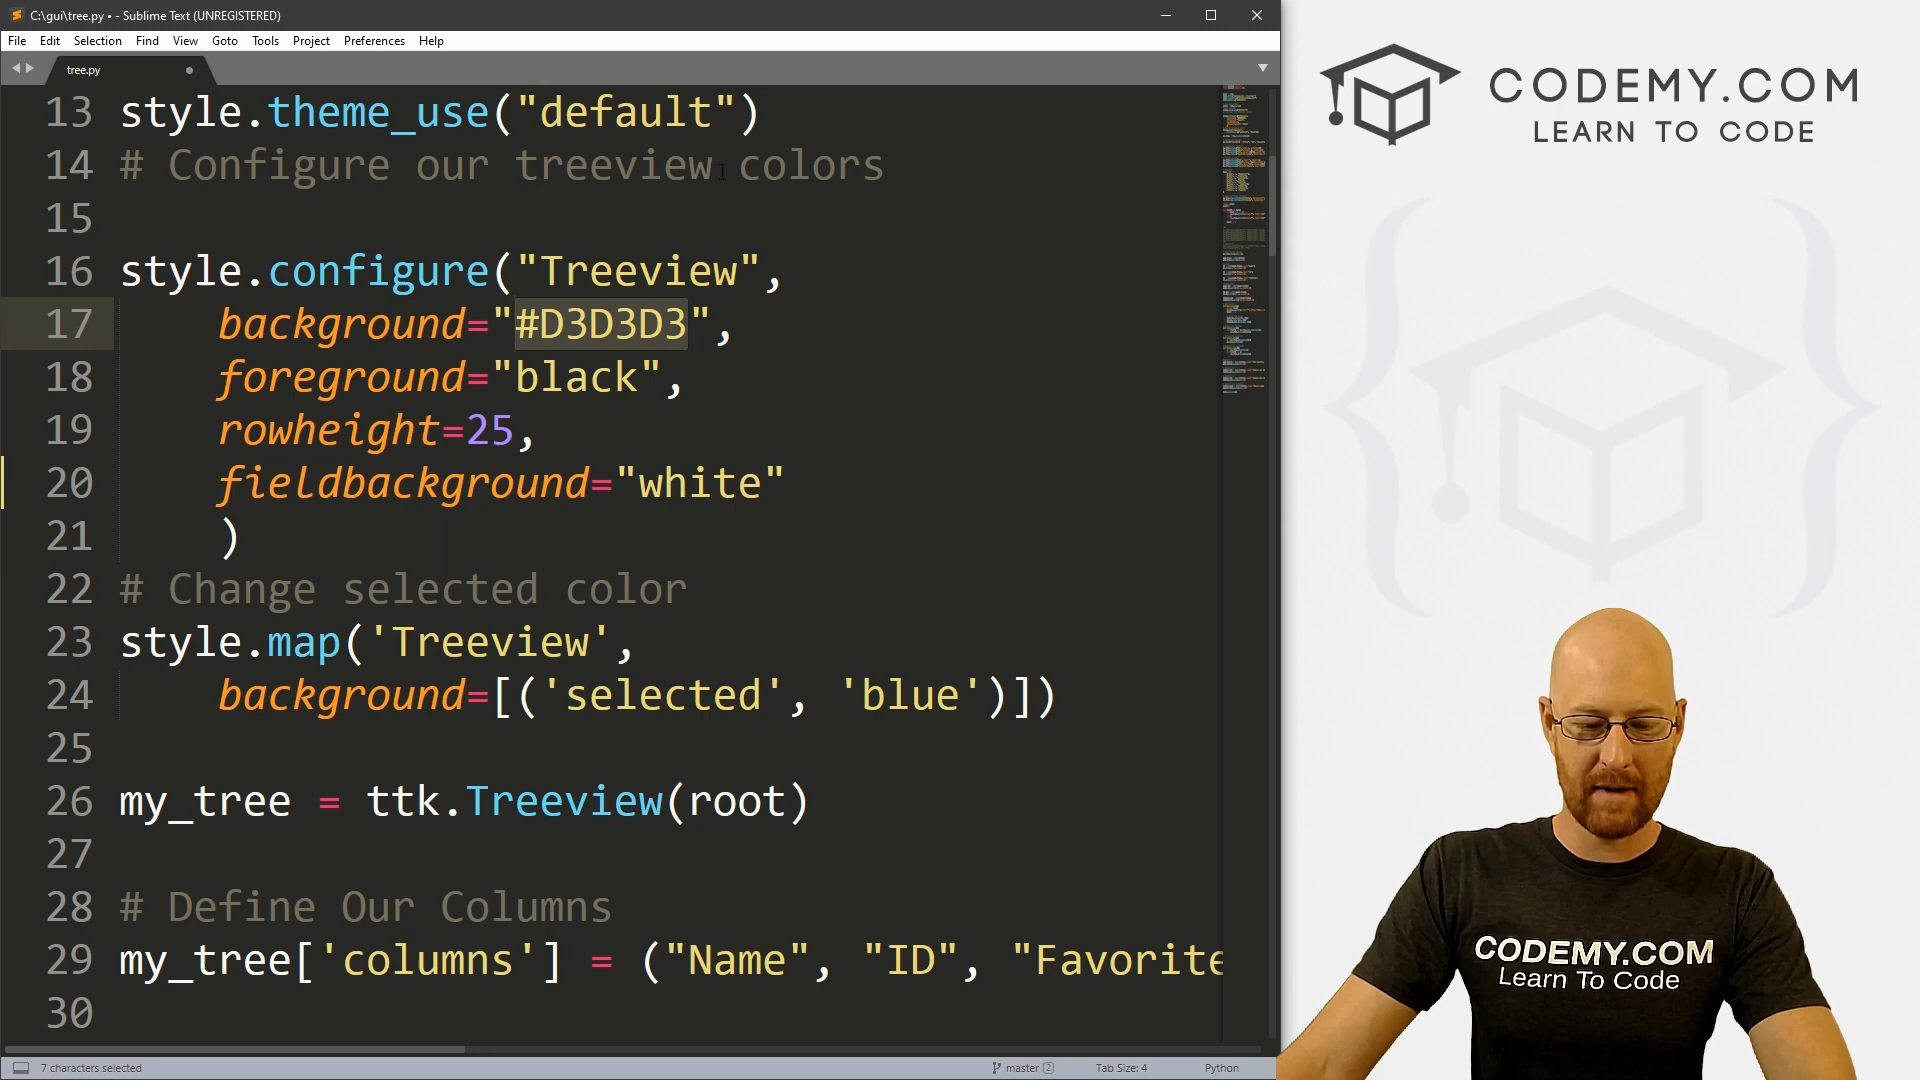 C:\gui\tree.py • - Sublime Text (UNREGISTERED)
File Edit Selection Find View Goto Tools Project Preferences Help
tree.py
13 style.theme_use("default")
14 # Configure our treeview colors
15
16 style.configure("Treeview",
17 background="#D3D3D3",
18 foreground="black",
19 rowheight=25,
20 fieldbackground="white"
21 )
22 # Change selected color
23 style.map('Treeview',
24 background=[('selected', 'blue')])
25
26 my_tree = ttk.Treeview(root)
27
28 # Define Our Columns
29 my_tree['columns'] = ("Name", "ID", "Favorite
30
7 characters selected
master 2
Tab Size: 4
Python
CODEMY.COM
LEARN TO CODE
CODEMY.COM
Learn To Code